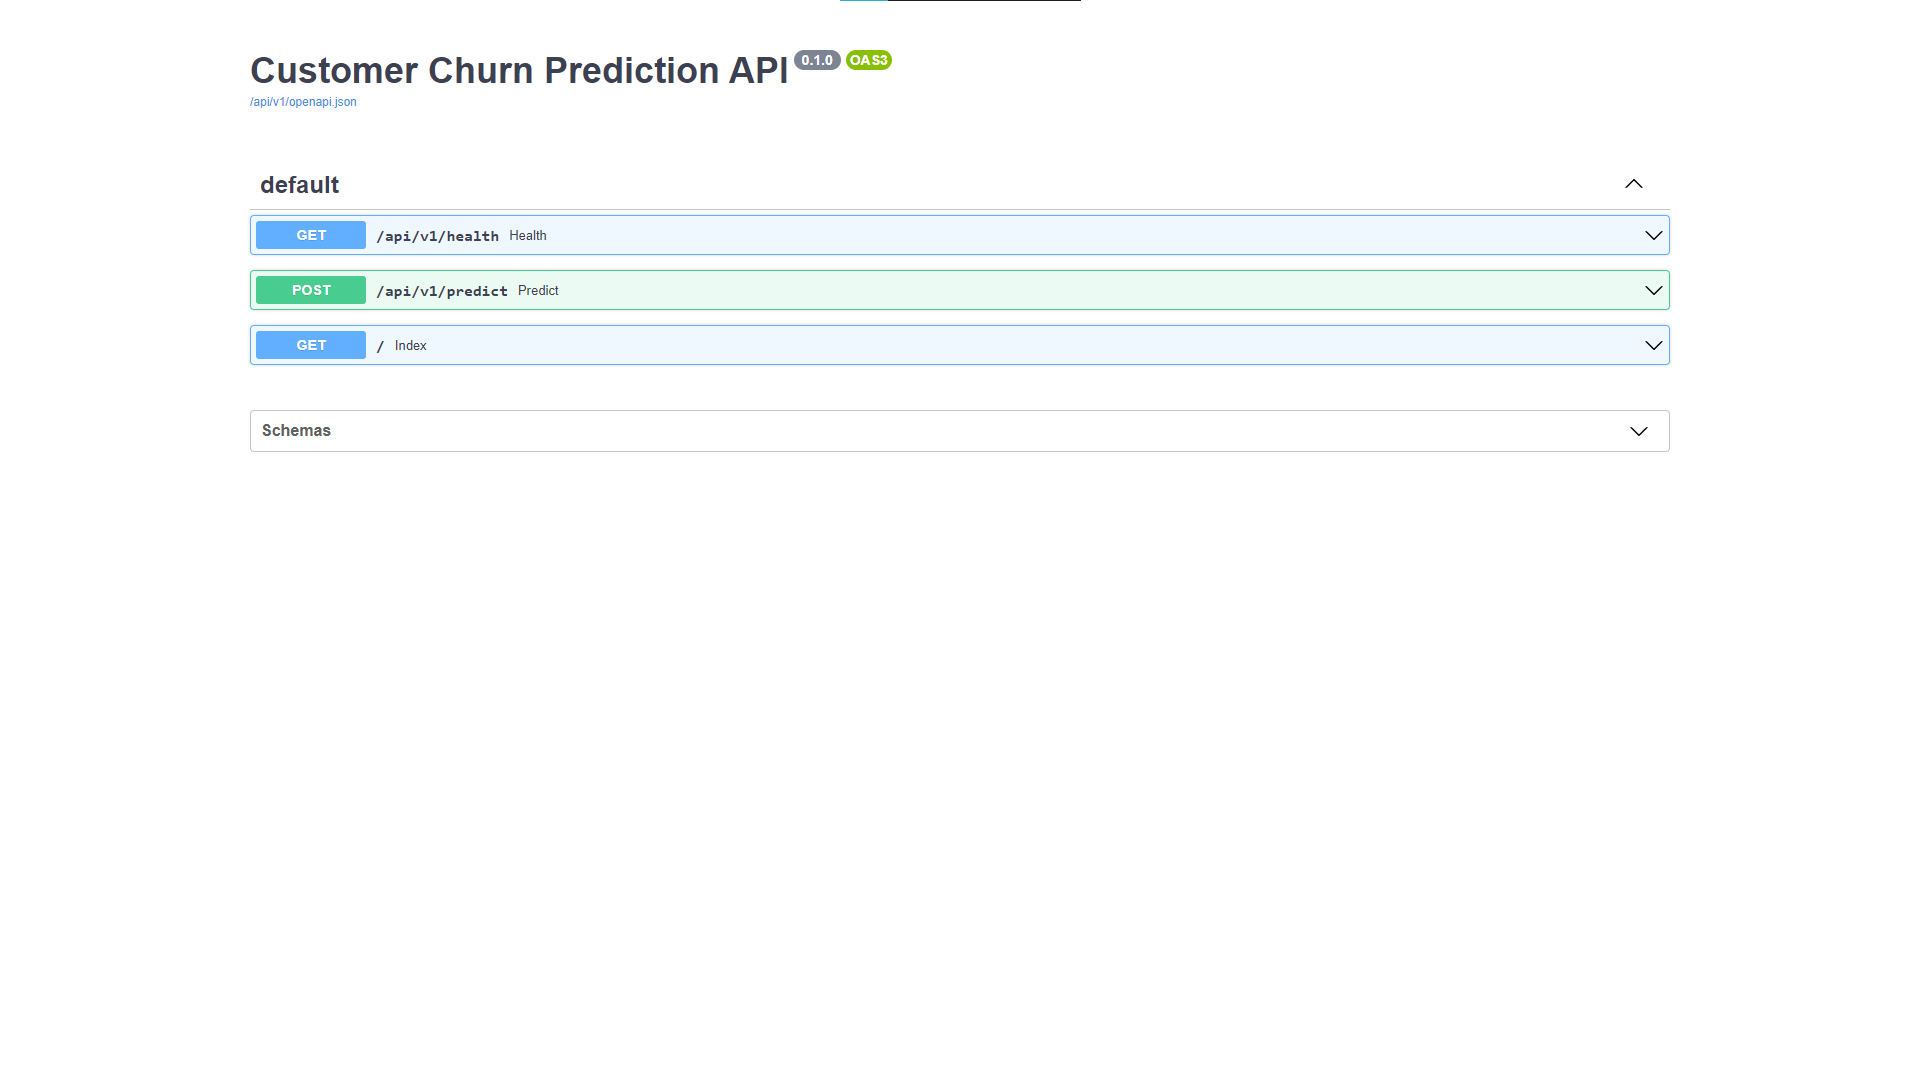 Customer Churn Prediction API 0.1.0 OAS3
/api/v1/openapi.json
default
GET /api/v1/health Health
POST /api/v1/predict Predict
GET / Index
Schemas